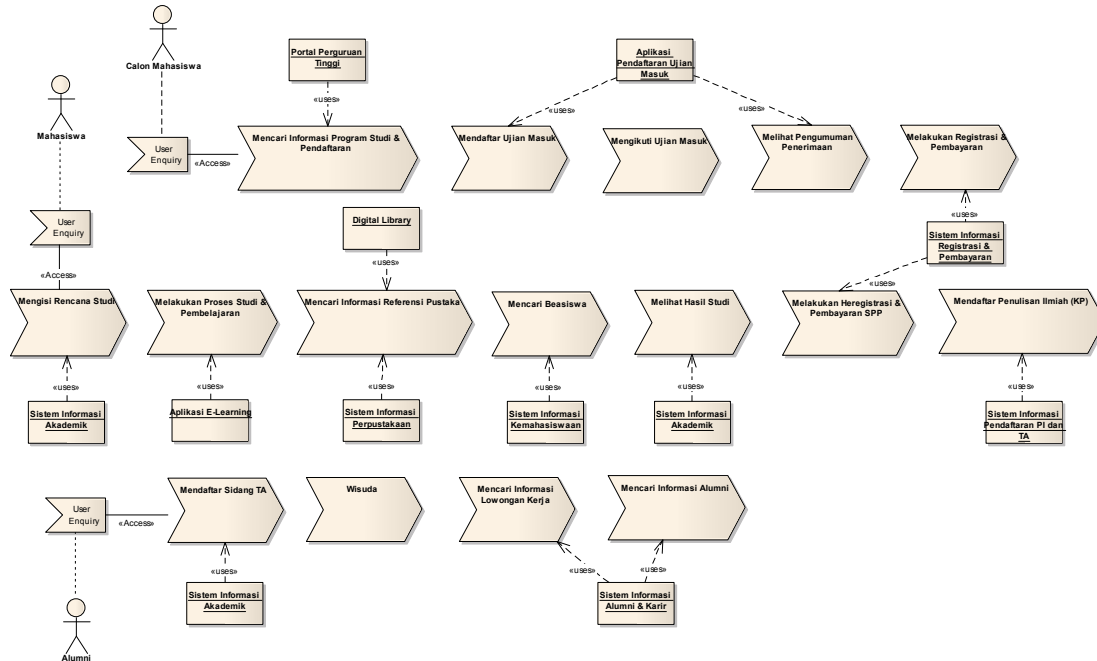 Calon Mahasiswa
Portal Perguruan
Tinggi
Aplikasi
Pendaftaran Ujian
Masuk
Mahasiswa
«uses»
«uses»
«uses»
User
Enquiry
«Access»
Mencari Informasi Program Studi &
Pendaftaran
Mendaftar Ujian Masuk
Mengikuti Ujian Masuk
Melihat Pengumuman
Penerimaan
Melakukan Registrasi &
Pembayaran
User
Enquiry
Digital Library
«uses»
Sistem Informasi
Registrasi &
Pembayaran
«Access»
«uses»
«uses»
Mengisi Rencana Studi
Melakukan Proses Studi &
Pembelajaran
Mencari Informasi Referensi Pustaka
Mencari Beasiswa
Melihat Hasil Studi
Melakukan Heregistrasi &
Pembayaran SPP
Mendaftar Penulisan Ilmiah (KP)
«uses»
«uses»
«uses»
«uses»
«uses»
«uses»
Sistem Informasi
Akademik
Aplikasi E-Learning
Sistem Informasi
Perpustakaan
Sistem Informasi
Kemahasiswaan
Sistem Informasi
Akademik
Sistem Informasi
Pendaftaran PI dan
TA
User
Enquiry
«Access»
Mendaftar Sidang TA
Wisuda
Mencari Informasi
Lowongan Kerja
Mencari Informasi Alumni
«uses»
«uses»
«uses»
Sistem Informasi
Akademik
Sistem Informasi
Alumni & Karir
Alumni